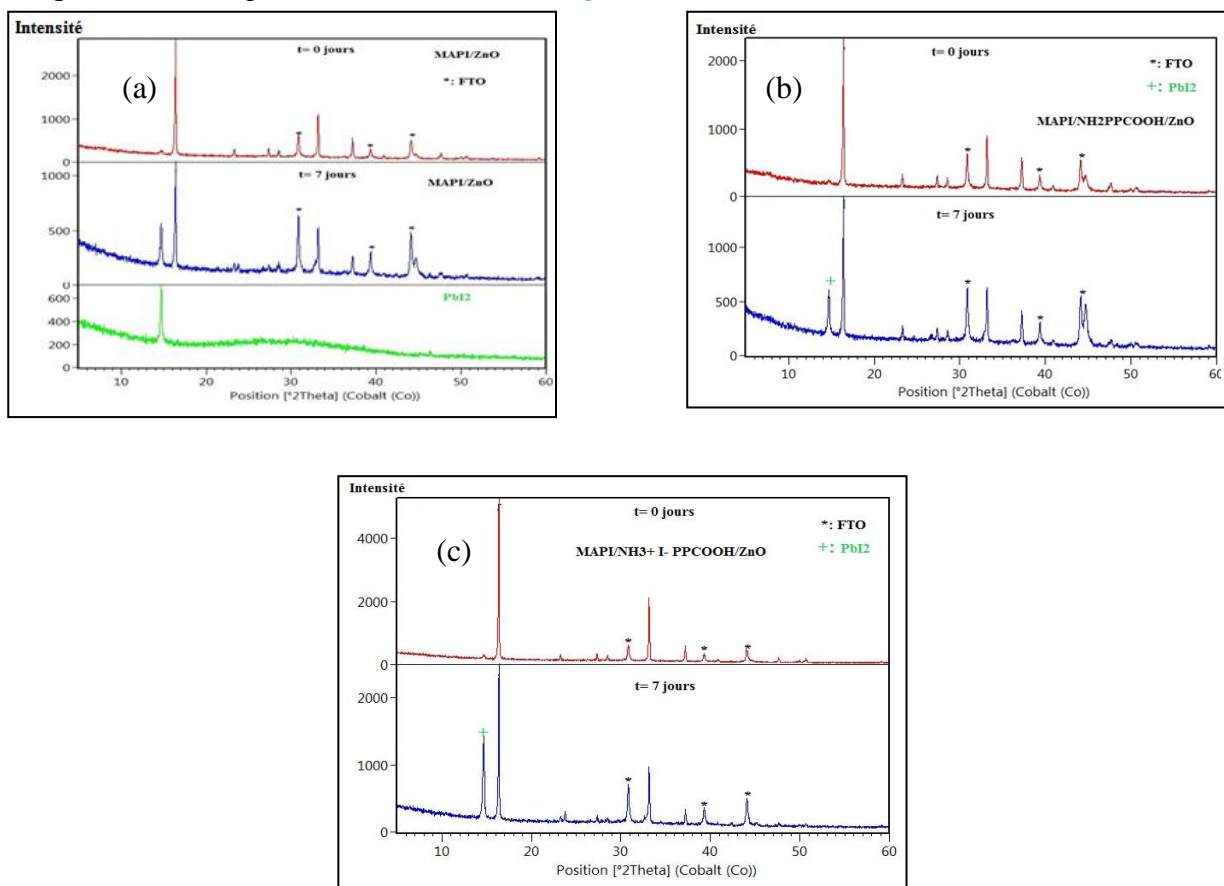 Intensité
t= 0 jours
MAPI/ZnO
(a)
*: FTO
2000
1000
0
* * *
1000
t= 7 jours
MAPI/ZnO
500
0
* * *
600
PbI2
400
200
0
10 20 30 40 50 60
Position [°2Theta] (Cobalt (Co))
Intensité
2000
t= 0 jours
*: FTO
(b)
+: PbI2
1000
MAPI/NH2PPCOOH/ZnO
0
* * *
t= 7 jours
1000
500
0
+ * * *
10 20 30 40 50 60
Position [°2Theta] (Cobalt (Co))
Intensité
t= 0 jours
*: FTO
4000
(c)
MAPI/NH3+ I- PPCOOH/ZnO
+: PbI2
2000
0
* * *
t= 7 jours
2000
1000
0
+ * * *
10 20 30 40 50 60
Position [°2Theta] (Cobalt (Co))